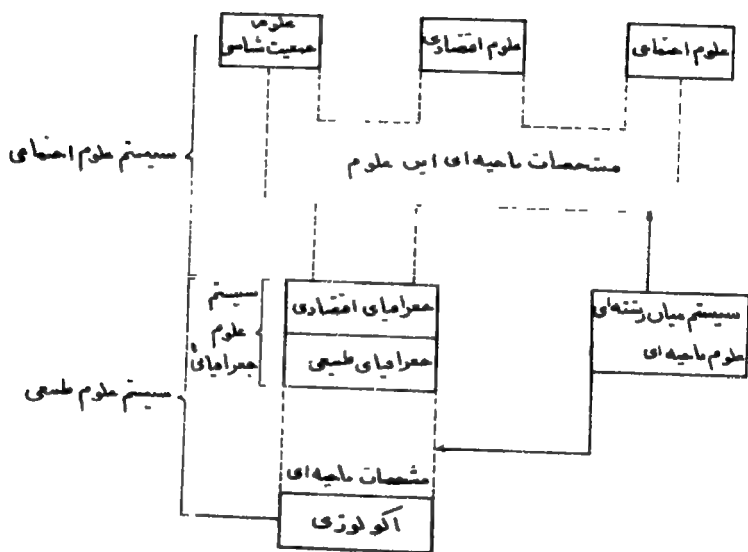 علوم اجتماعی
علوم اقتصادی
علوم
جمعیت شناسی
مشخصات ناحیه ای این علوم
سیستم علوم اجتماعی
سیستم میان رشته ای
علوم ناحیه ای
جغرافیای اقتصادی
جغرافیای طبیعی
سیستم
علوم
جغرافیائی
سیستم علوم طبیعی
مشخصات ناحیه ای
اکولوژی